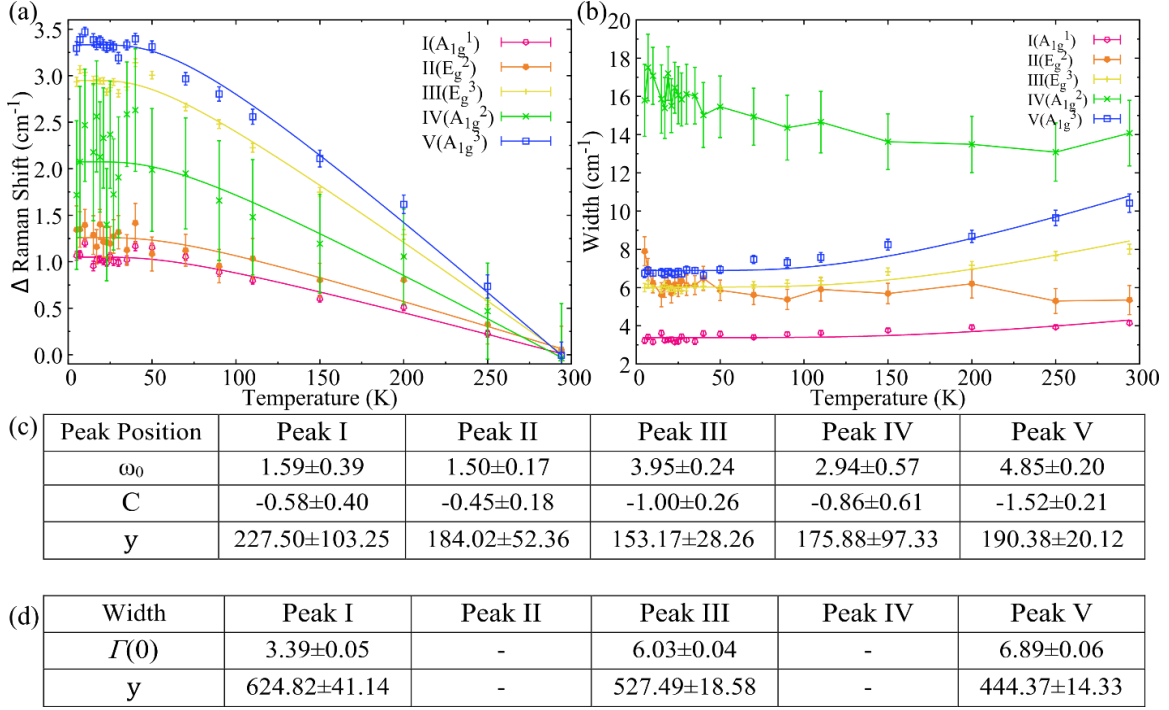 (a)
Δ Raman Shift (cm⁻¹)
3.5
3.0
2.5
2.0
1.5
1.0
0.5
0.0
I(A₁g¹)
II(Eg²)
III(Eg³)
IV(A₁g²)
V(A₁g³)
0 50 100 150 200 250 300
Temperature (K)
(b)
Width (cm⁻¹)
20
18
16
14
12
10
8
6
4
2
I(A₁g¹)
II(Eg²)
III(Eg³)
IV(A₁g²)
V(A₁g³)
0 50 100 150 200 250 300
Temperature (K)
(c)
Peak Position Peak I Peak II Peak III Peak IV Peak V
ω₀ 1.59±0.39 1.50±0.17 3.95±0.24 2.94±0.57 4.85±0.20
C -0.58±0.40 -0.45±0.18 -1.00±0.26 -0.86±0.61 -1.52±0.21
y 227.50±103.25 184.02±52.36 153.17±28.26 175.88±97.33 190.38±20.12
(d)
Width Peak I Peak II Peak III Peak IV Peak V
Γ(0) 3.39±0.05 - 6.03±0.04 - 6.89±0.06
y 624.82±41.14 - 527.49±18.58 - 444.37±14.33